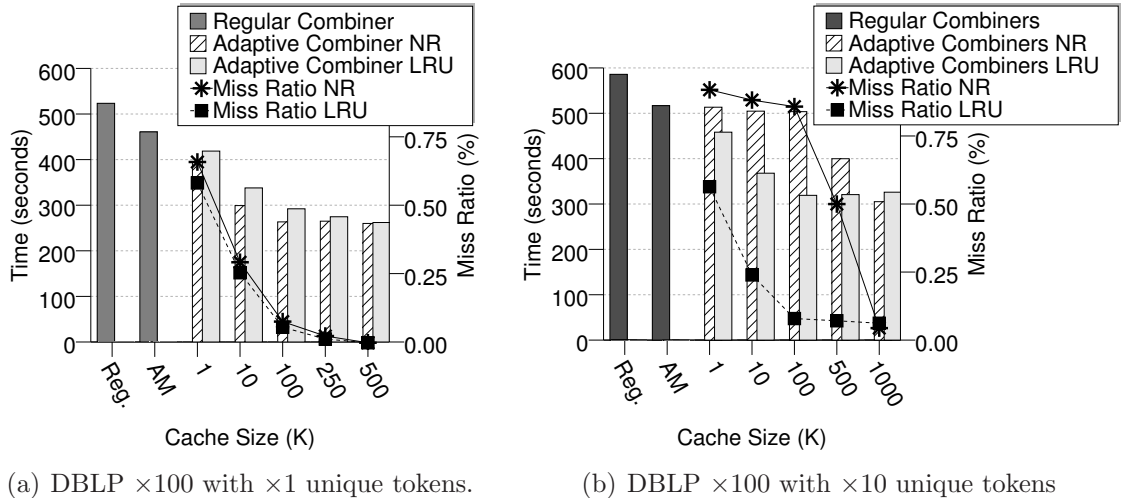 Regular Combiner
Adaptive Combiner NR
Adaptive Combiner LRU
Miss Ratio NR
Miss Ratio LRU
Time (seconds)
600
500
400
300
200
100
0
0.75
0.50
0.25
0.00
Miss Ratio (%)
Reg.
AM
1
10
100
250
500
Cache Size (K)
(a) DBLP ×100 with ×1 unique tokens.
Regular Combiners
Adaptive Combiners NR
Adaptive Combiners LRU
Miss Ratio NR
Miss Ratio LRU
Time (seconds)
600
500
400
300
200
100
0
0.75
0.50
0.25
0.00
Miss Ratio (%)
Reg.
AM
1
10
100
500
1000
Cache Size (K)
(b) DBLP ×100 with ×10 unique tokens